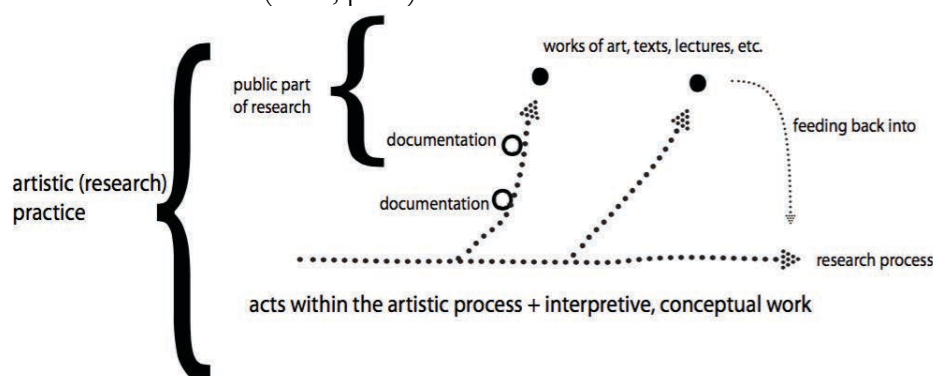 works of art, texts, lectures, etc.
public part
of research
feeding back into
documentation
documentation
artistic (research)
practice
research process
acts within the artistic process + interpretive, conceptual work